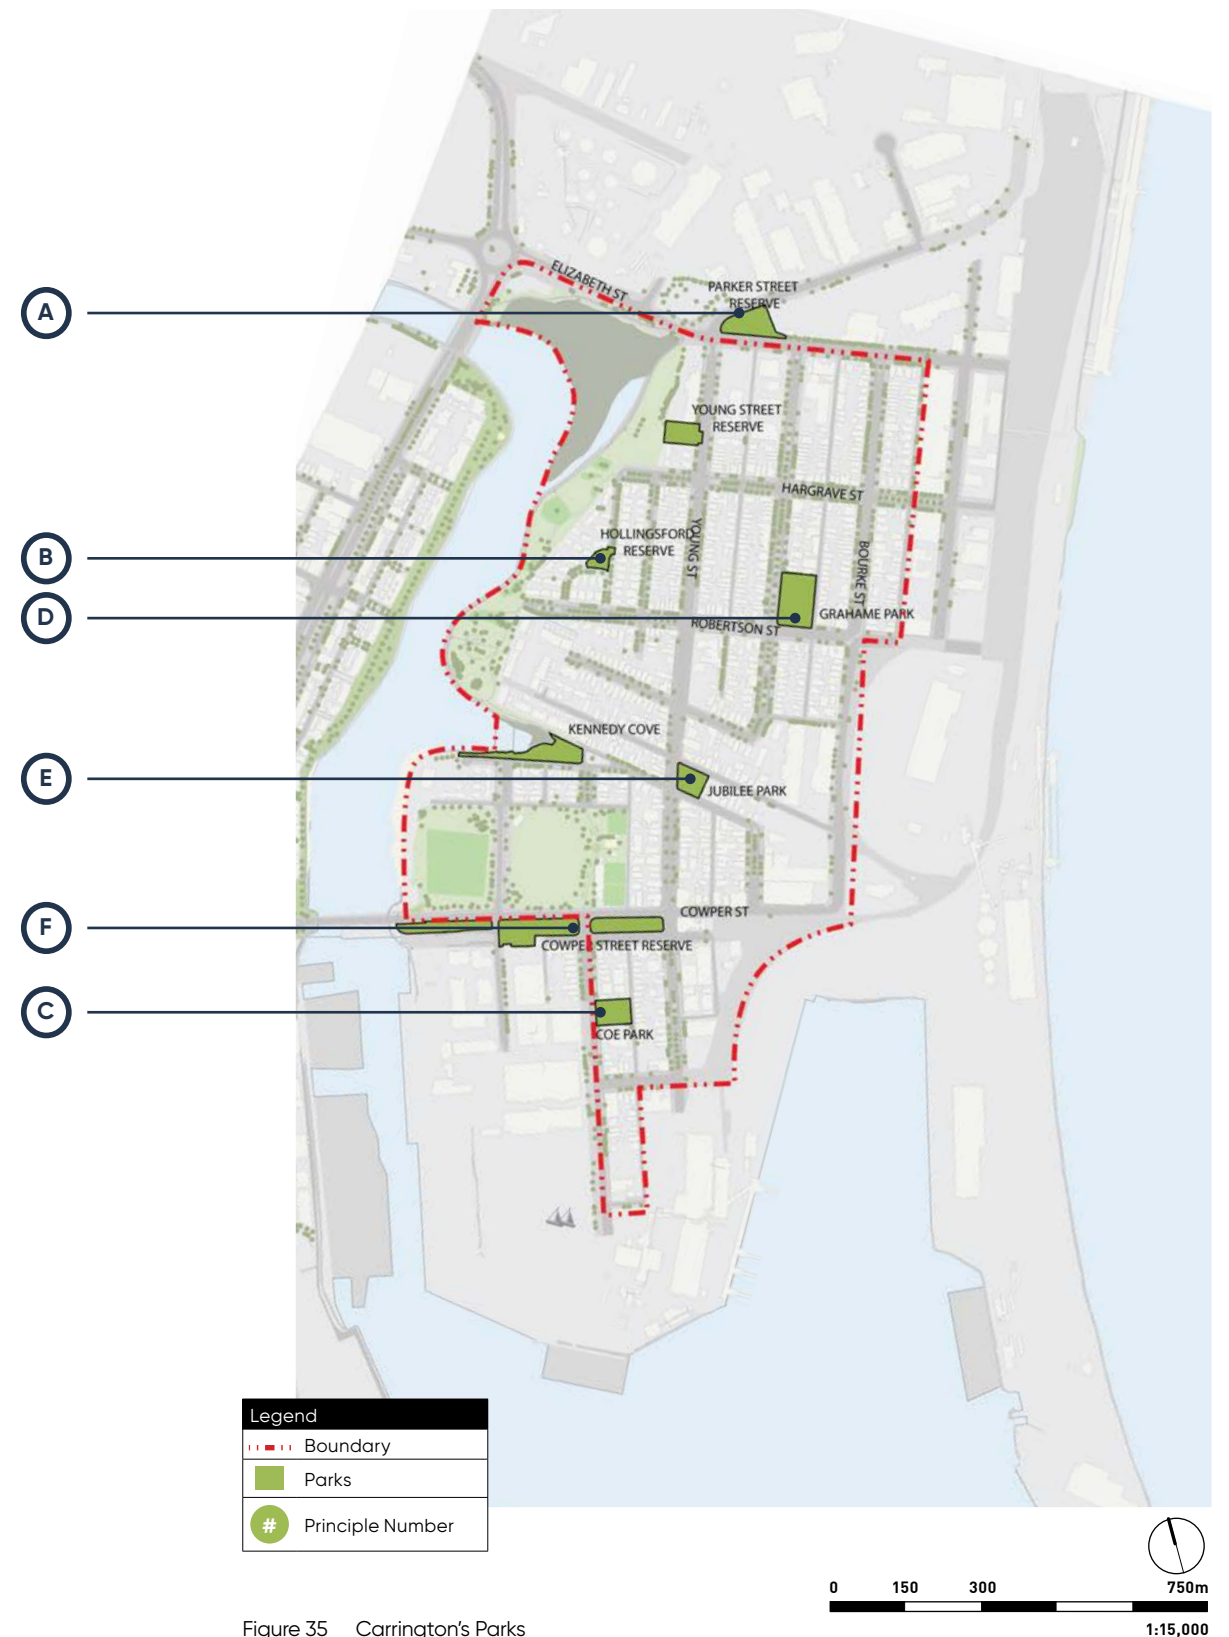 ELIZABETH ST
PARKER STREET
RESERVE
A
YOUNG STREET
RESERVE
HARGRAVE ST
HOLLINGSFORD
RESERVE
YOUNG ST
BOURKE ST
B
GRAHAME PARK
D
ROBERTSON ST
KENNEDY COVE
E
JUBILEE PARK
COWPER ST
F
COWPER STREET RESERVE
C
COE PARK
Legend
Boundary
Parks
# Principle Number
0 150 300 750m
1:15,000
Figure 35 Carrington's Parks